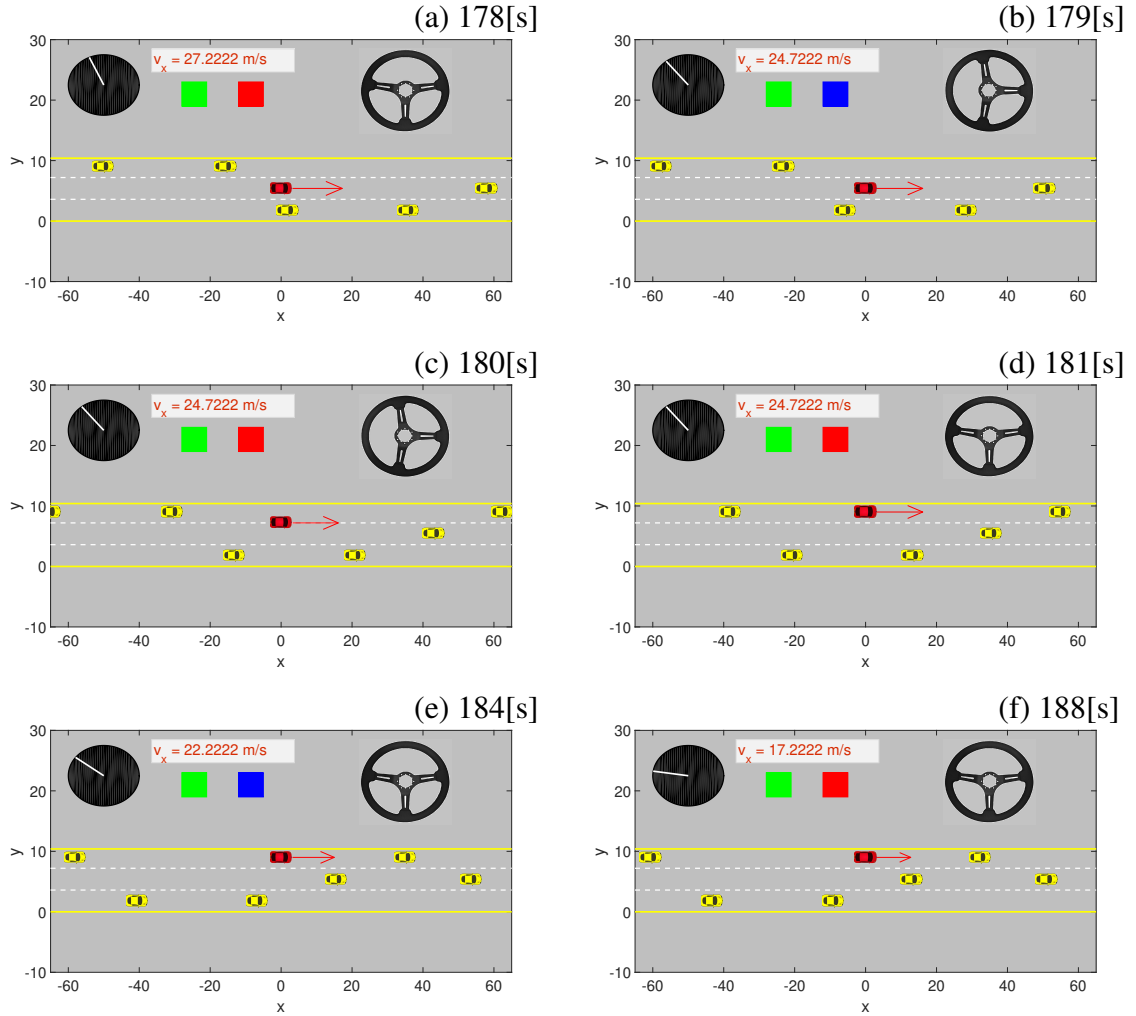 (a) 178[s]
30
20
10
0
-10
y
v_x = 27.2222 m/s
-60 -40 -20 0 20 40 60
x
(b) 179[s]
30
20
10
0
-10
y
v_x = 24.7222 m/s
-60 -40 -20 0 20 40 60
x
(c) 180[s]
30
20
10
0
-10
y
v_x = 24.7222 m/s
-60 -40 -20 0 20 40 60
x
(d) 181[s]
30
20
10
0
-10
y
v_x = 24.7222 m/s
-60 -40 -20 0 20 40 60
x
(e) 184[s]
30
20
10
0
-10
y
v_x = 22.2222 m/s
-60 -40 -20 0 20 40 60
x
(f) 188[s]
30
20
10
0
-10
y
v_x = 17.2222 m/s
-60 -40 -20 0 20 40 60
x